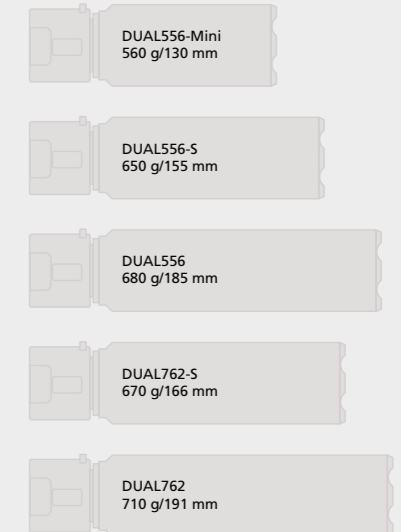 DUAL556-Mini
560 g/130 mm
DUAL556-S
650 g/155 mm
DUAL556
680 g/185 mm
DUAL762-S
670 g/166 mm
DUAL762
710 g/191 mm